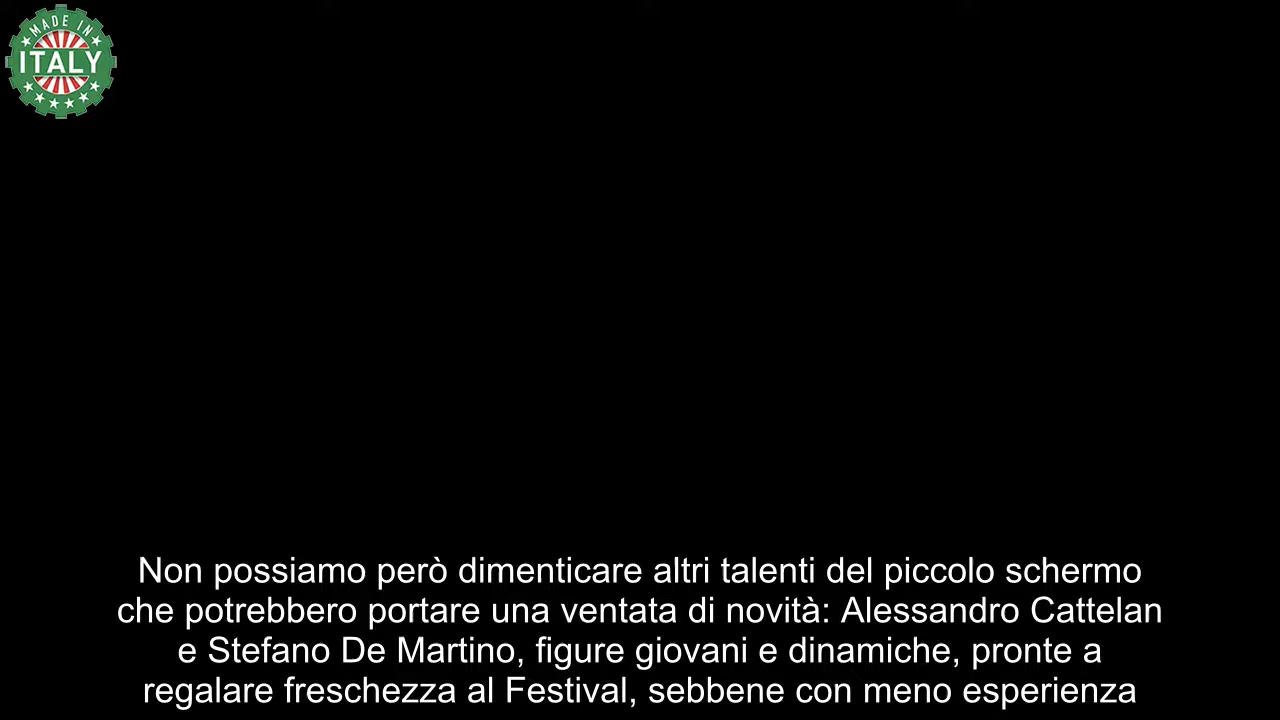 MADE IN
ITALY
Non possiamo però dimenticare altri talenti del piccolo schermo
che potrebbero portare una ventata di novità: Alessandro Cattelan
e Stefano De Martino, figure giovani e dinamiche, pronte a
regalare freschezza al Festival, sebbene con meno esperienza